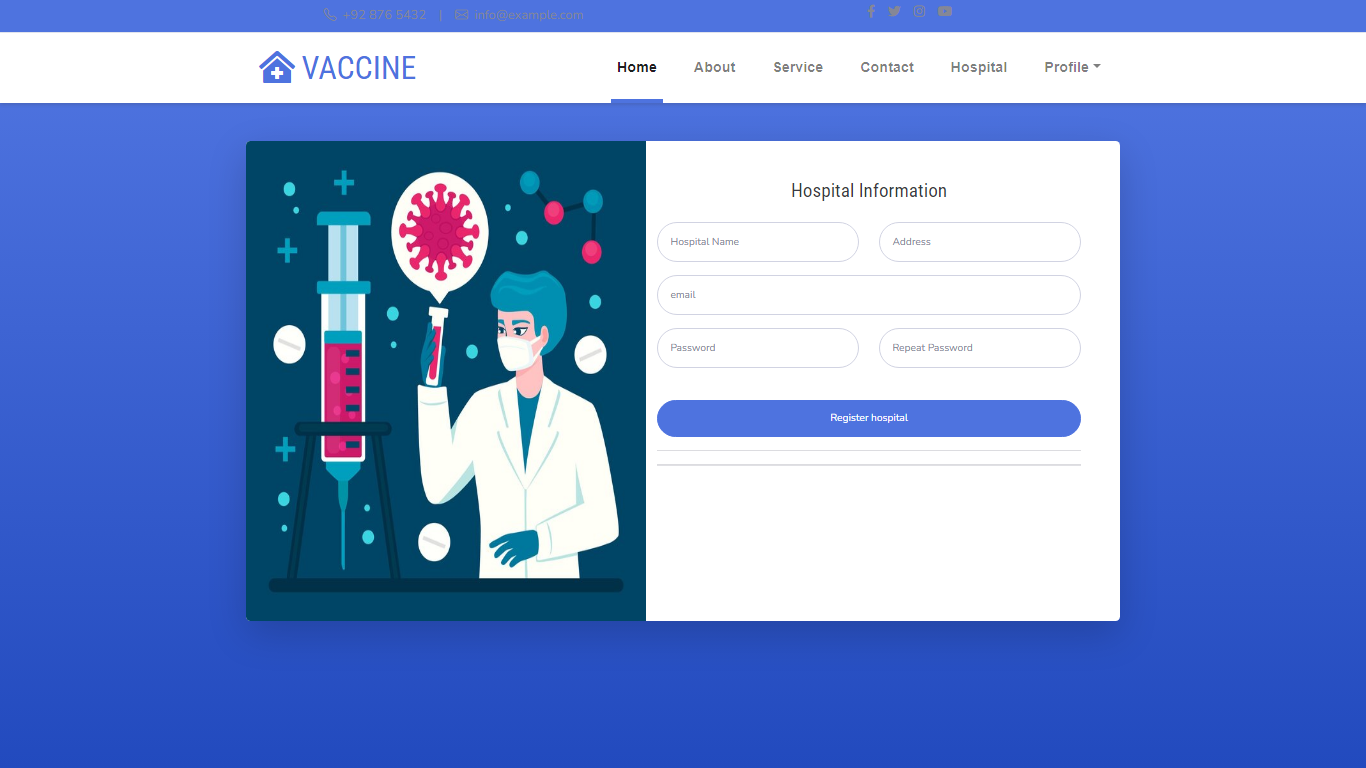 +92 876 5432 | info@example.com
VACCINE
Home About Service Contact Hospital Profile
Hospital Information
Hospital Name Address
email
Password Repeat Password
Register hospital